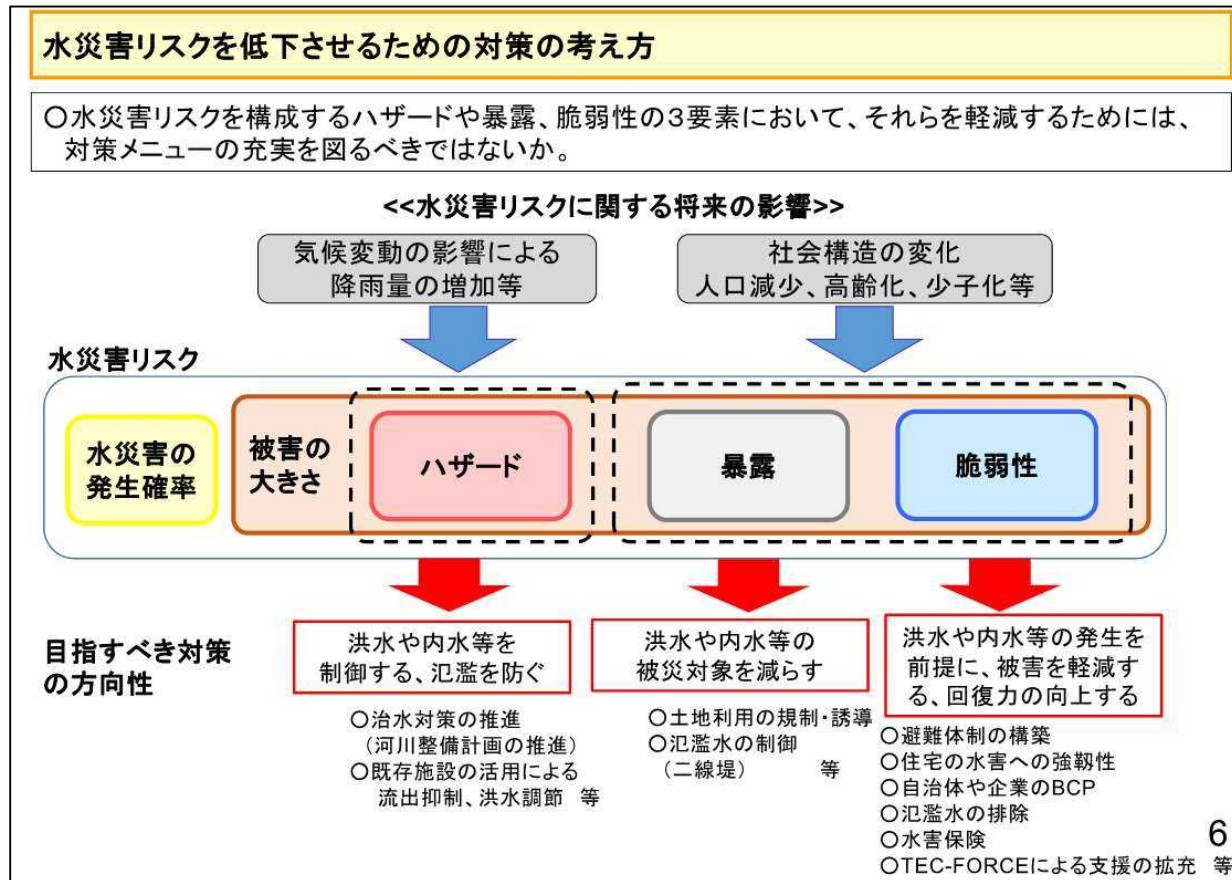 水災害リスクを低下させるための対策の考え方
○水災害リスクを構成するハザードや暴露、脆弱性の3要素において、それらを軽減するためには、
対策メニューの充実を図るべきではないか。
<<水災害リスクに関する将来の影響>>
気候変動の影響による
降雨量の増加等
社会構造の変化
人口減少、高齢化、少子化等
水災害リスク
水災害の
発生確率
被害の
大きさ
ハザード
暴露
脆弱性
目指すべき対策
の方向性
洪水や内水等を
制御する、氾濫を防ぐ
○治水対策の推進
(河川整備計画の推進)
○既存施設の活用による
流出抑制、洪水調節 等
洪水や内水等の
被災対象を減らす
○土地利用の規制・誘導
○氾濫水の制御
(二線堤) 等
洪水や内水等の発生を
前提に、被害を軽減す
る、回復力の向上する
○避難体制の構築
○住宅の水害への強靱性
○自治体や企業のBCP
○氾濫水の排除
○水害保険
○TEC-FORCEによる支援の拡充 等
6